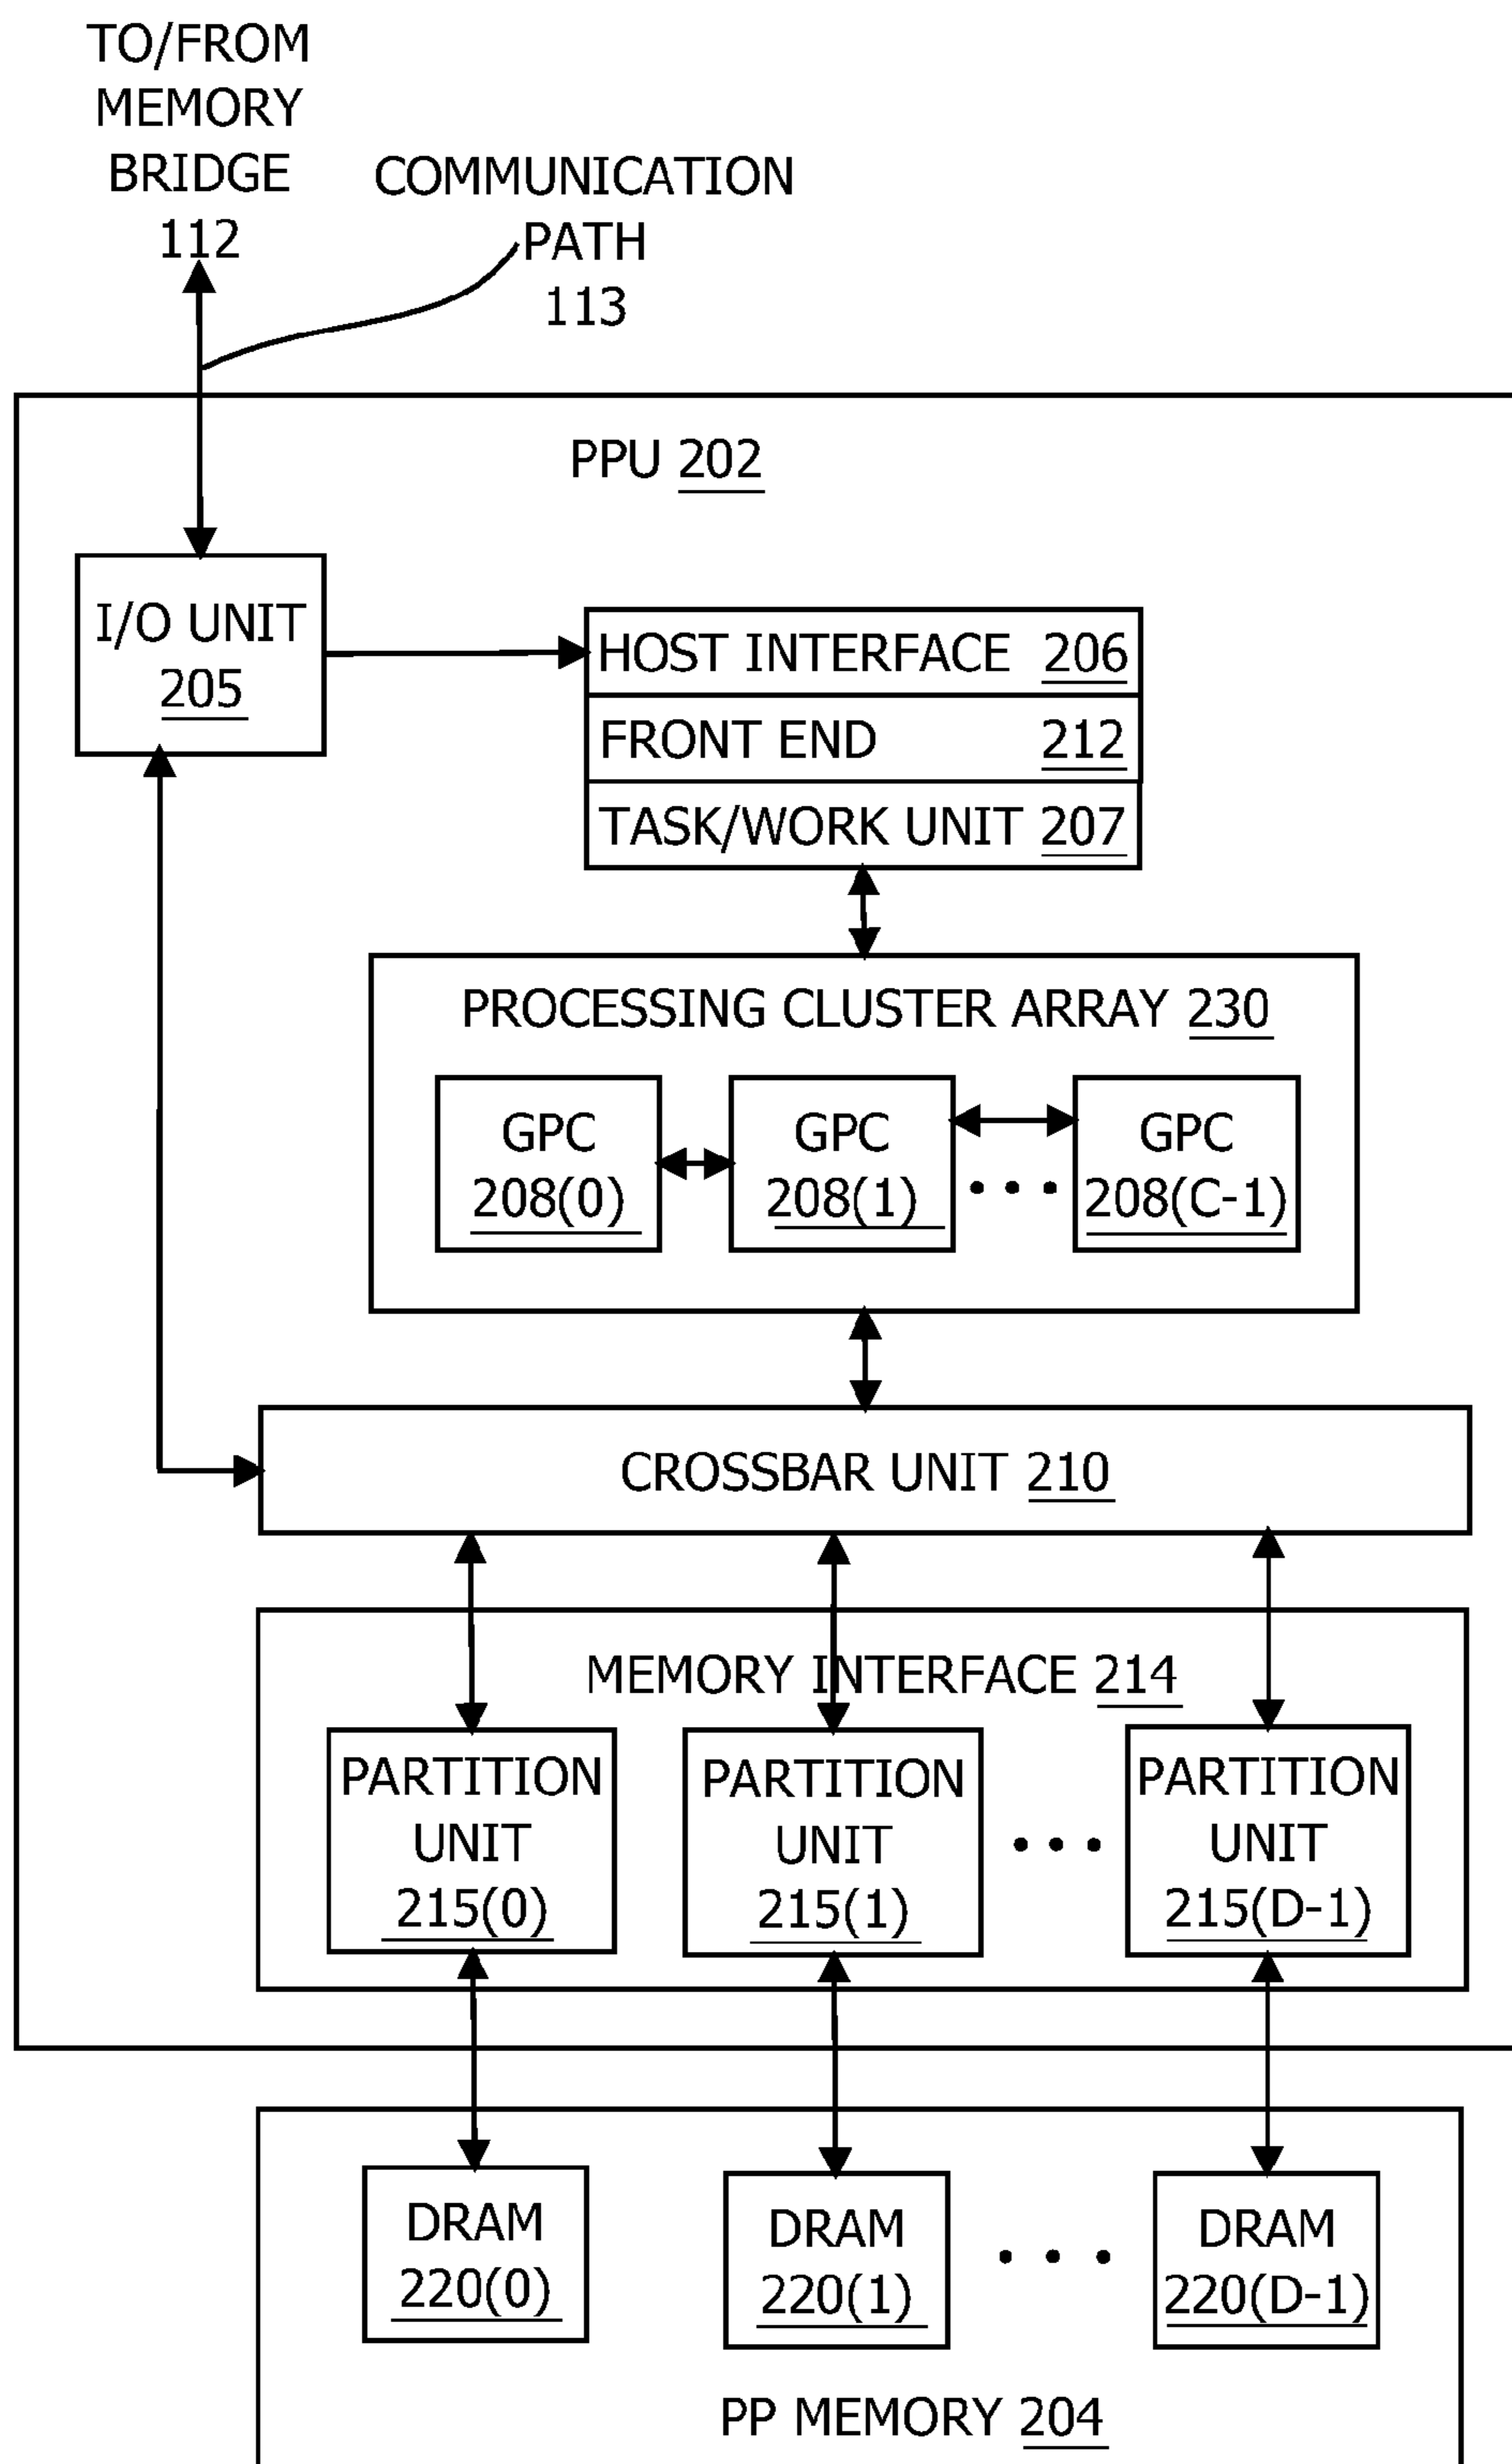 TO/FROM
MEMORY
BRIDGE
112
COMMUNICATION
PATH
113
PPU 202
I/O UNIT
205
HOST INTERFACE 206
FRONT END 212
TASK/WORK UNIT 207
PROCESSING CLUSTER ARRAY 230
GPC
208(0)
GPC
208(1)
• • •
GPC
208(C-1)
CROSSBAR UNIT 210
MEMORY INTERFACE 214
PARTITION
UNIT
215(0)
PARTITION
UNIT
215(1)
• • •
PARTITION
UNIT
215(D-1)
DRAM
220(0)
DRAM
220(1)
• • •
DRAM
220(D-1)
PP MEMORY 204